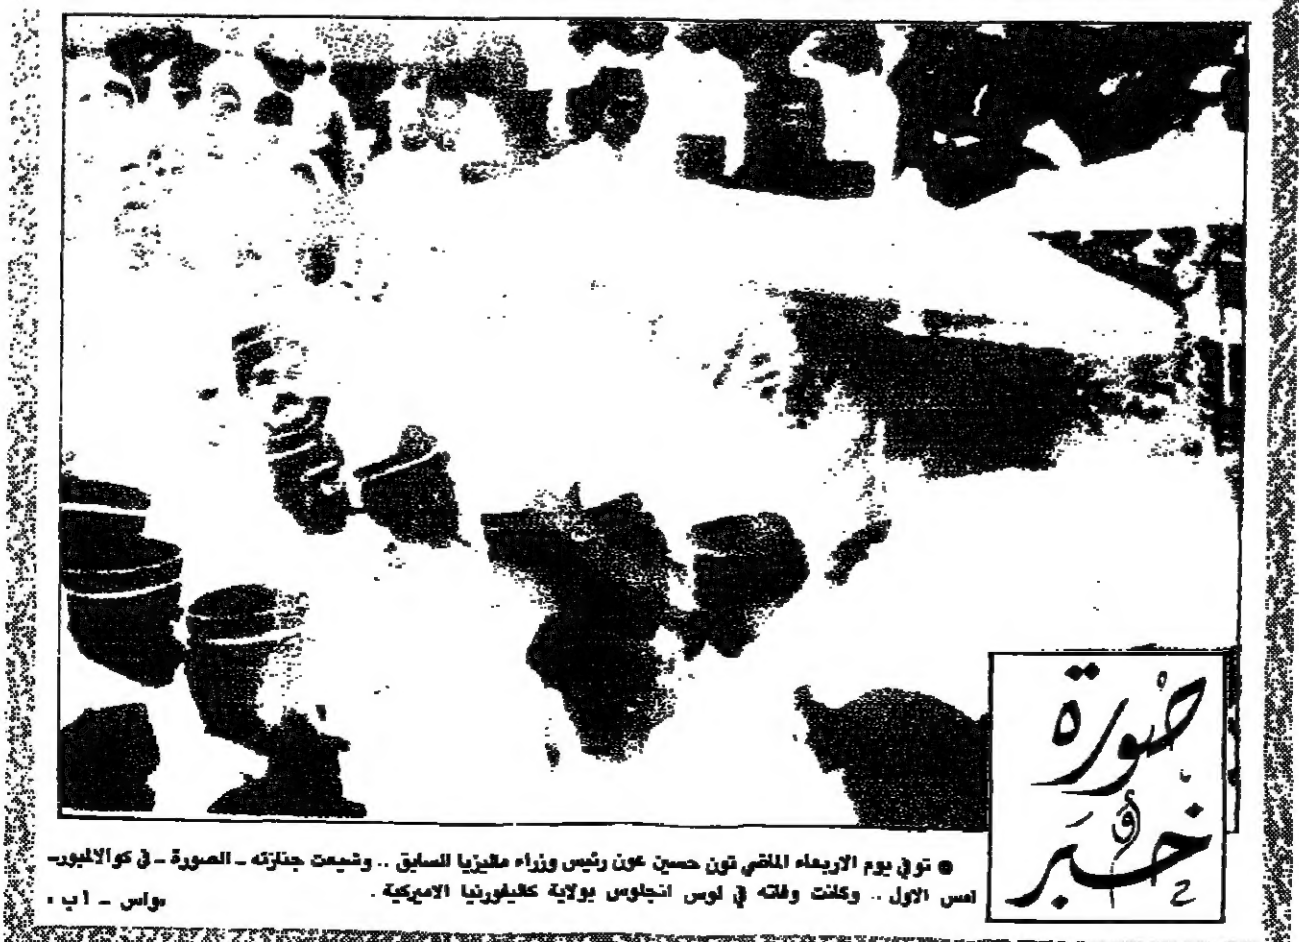 صورة
و
خبر
● توفي يوم الاربعاء الماضي تون حسين عون رئيس وزراء ماليزيا السابق .. وشيعت جنازته ـ الصورة ـ في كوالالمبور ـ
امس الاول .. وكانت وفاته في لوس انجلوس بولاية كاليفورنيا الاميركية .
«واس ـ أ ب»